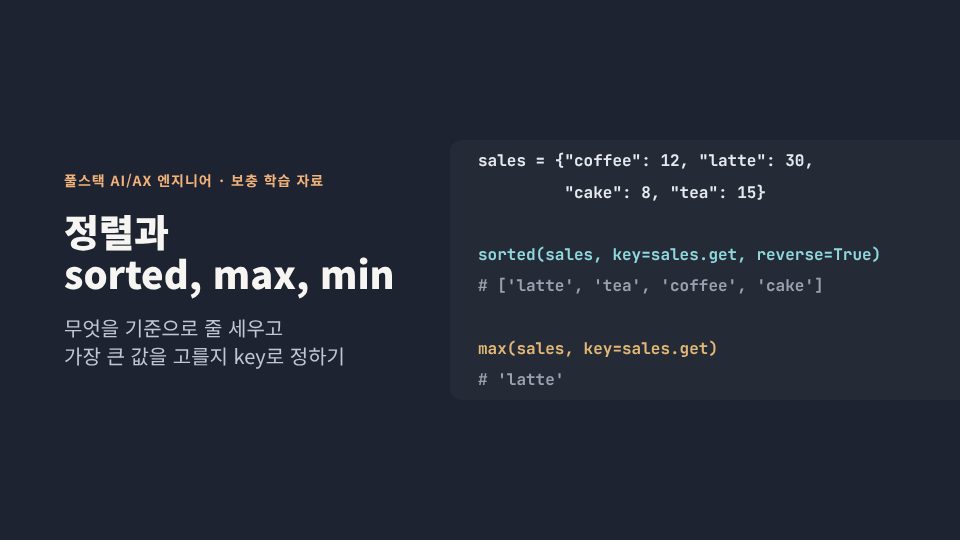 풀스택 AI/AX 엔지니어 · 보충 학습 자료
정렬과
sorted, max, min
무엇을 기준으로 줄 세우고
가장 큰 값을 고를지 key로 정하기
sales = {"coffee": 12, "latte": 30,
         "cake": 8, "tea": 15}
sorted(sales, key=sales.get, reverse=True)
# ['latte', 'tea', 'coffee', 'cake']
max(sales, key=sales.get)
# 'latte'